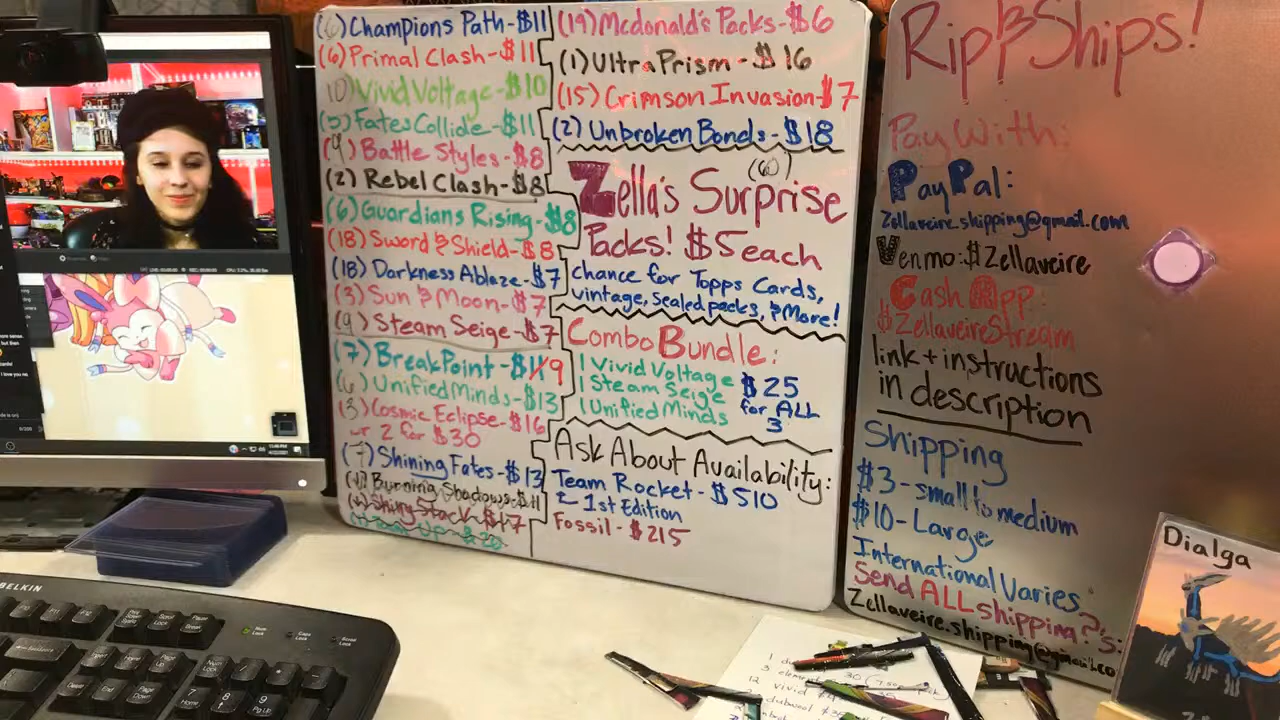 (6) Champions Path-$11
(6) Primal Clash-$11
10) Vivid Voltage-$10
5) Fates Collide-$11
(9) Battle Styles-$8
(2) Rebel Clash-$8
(6) Guardians Rising-$8
(18) Sword & Shield-$8
(18) Darkness Ablaze-$7
(3) Sun & Moon-$7
(9) Steam Seige-$7
(7) BreakPoint-$11 9
(6) Unified Minds-$13
(3) Cosmic Eclipse-$16
or 2 for $30
(7) Shining Fates-$13
Burning Shadows-$11
Shiny Stack-$17
(19) Mcdonald's Packs-$6
(1) Ultra Prism-$16
(15) Crimson Invasion-$7
(2) Unbroken Bonds-$18
(60)
Zella's Surprise
Packs! $5 each
chance for Topps Cards,
vintage, Sealed packs, & More!
Combo Bundle:
1 Vivid Voltage
1 Steam Seige
1 Unified Minds
$25
for ALL
3
Ask About Availability:
Team Rocket-$510
2-1st Edition
Fossil-$215
Rip & Ships!
Pay With:
PayPal:
Zellaveire.shipping@gmail.com
Venmo:$Zellaveire
Cash App:
$ZellaveireStream
link + instructions
in description
Shipping
$3-small to medium
$10-Large
International Varies
Send ALL shipping ?'s:
Zellaveire.shipping@gmail.co
Dialga
BELKIN
12 vivid